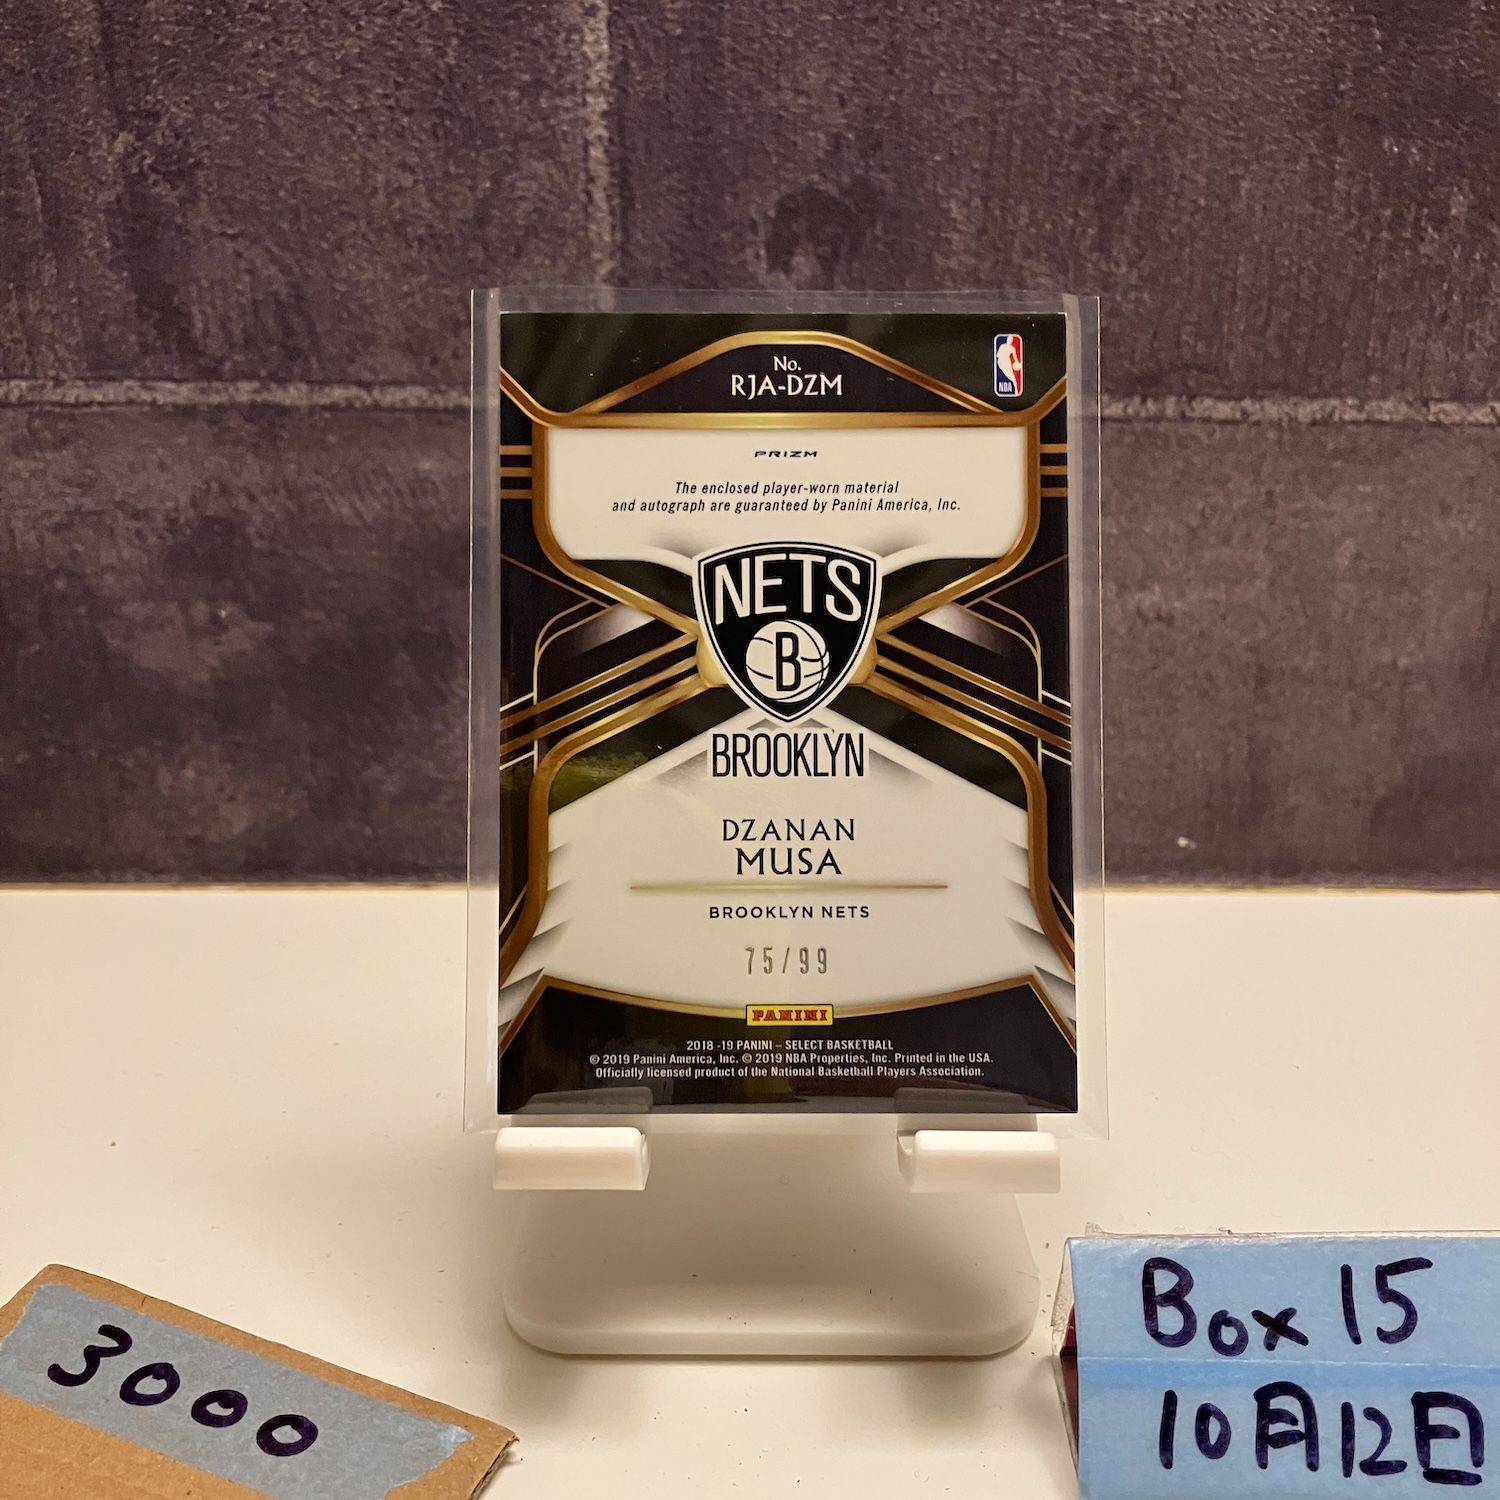 No.
RJA-DZM
NBA
PRIZM
The enclosed player-worn material
and autograph are guaranteed by Panini America, Inc.
NETS
B
BROOKLYN
DZANAN
MUSA
BROOKLYN NETS
75/99
PANINI
2018 -19 PANINI – SELECT BASKETBALL
© 2019 Panini America, Inc. © 2019 NBA Properties, Inc. Printed in the USA.
Officially licensed product of the National Basketball Players Association.
3000
Box 15
10月12日